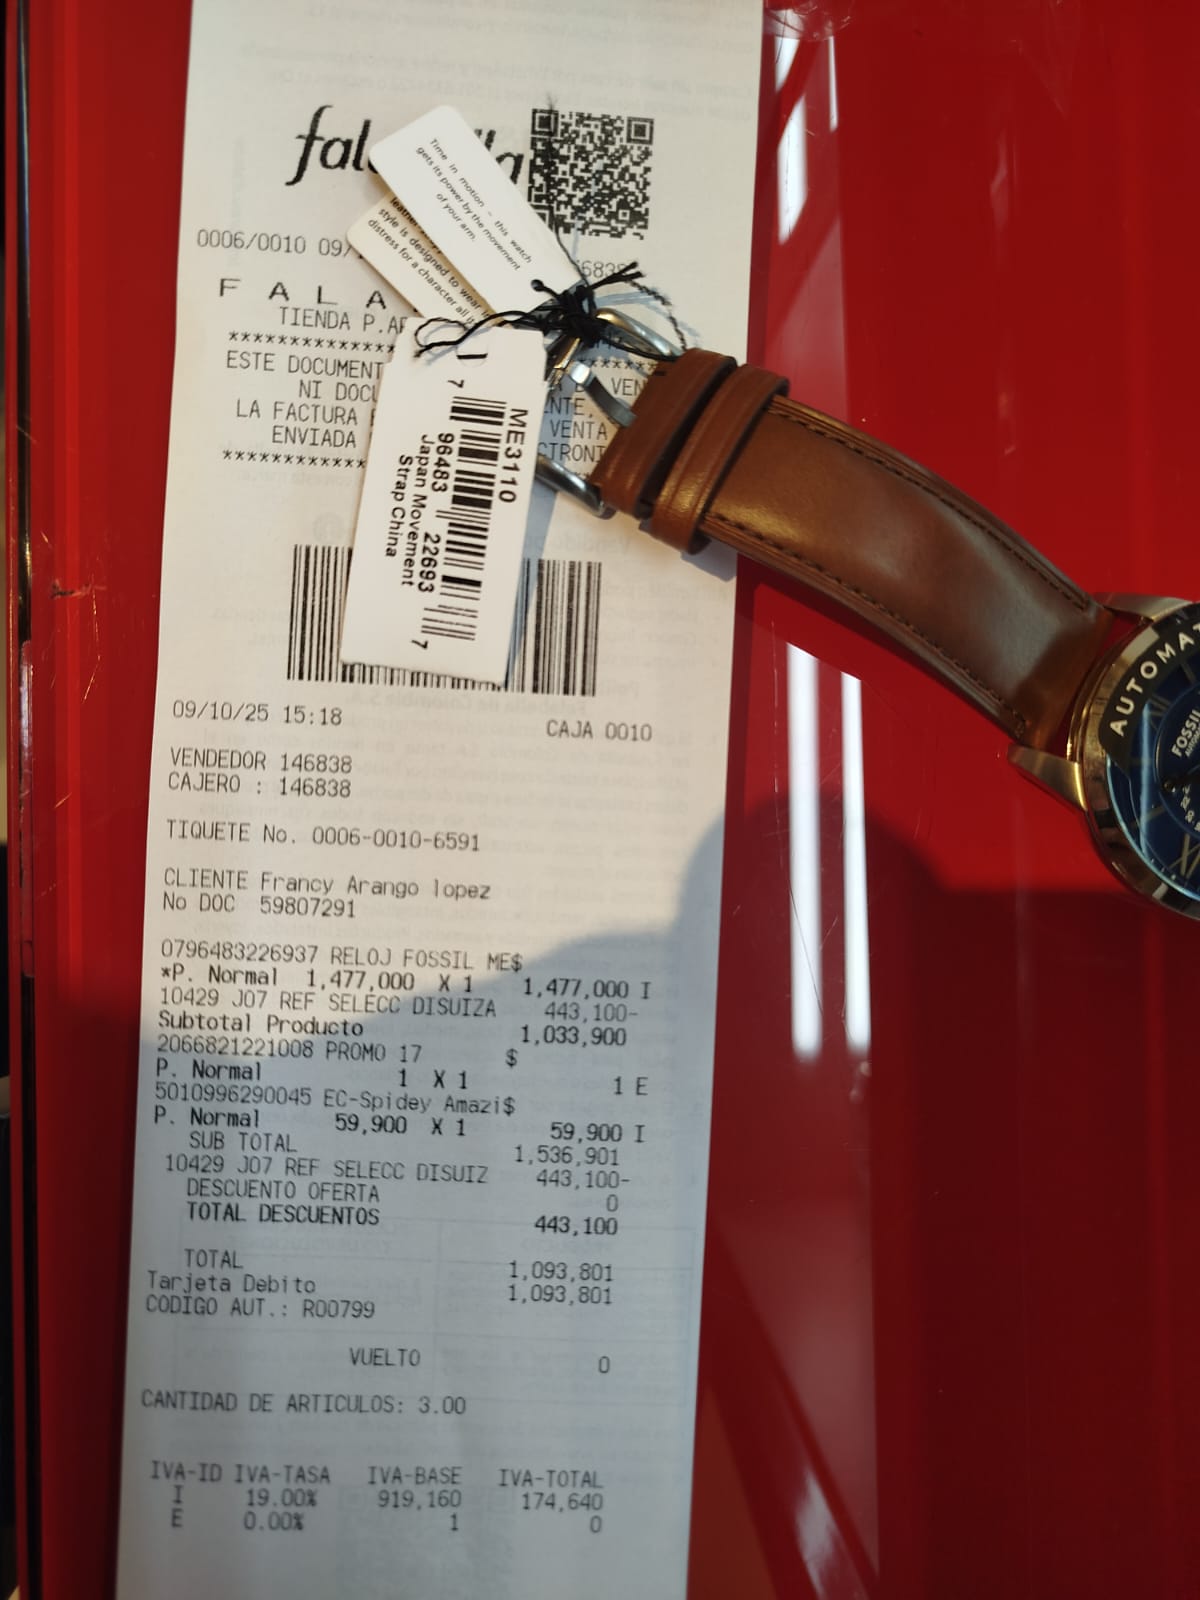 0006/0010 09/
F A L A
TIENDA P.AR
ESTE DOCUMENT VEN
NI DOCU NTE,
LA FACTURA VENTA
ENVIADA CTRONI
Time in motion – this watch
gets its power by the movement
of your arm.
leather
style is designed to wear
distress for a character all it
ME3110
7 96483 22693 7
Japan Movement
Strap China
AUTOMAT
FOSSIL
09/10/25 15:18 CAJA 0010
VENDEDOR 146838
CAJERO : 146838
TIQUETE No. 0006-0010-6591
CLIENTE Francy Arango lopez
No DOC 59807291
0796483226937 RELOJ FOSSIL ME$
*P. Normal 1,477,000 X 1 1,477,000 I
10429 J07 REF SELECC DISUIZA 443,100-
Subtotal Producto 1,033,900
2066821221008 PROMO 17 $
P. Normal 1 X 1 1 E
5010996290045 EC-Spidey Amazi$
P. Normal 59,900 X 1 59,900 I
SUB TOTAL 1,536,901
10429 J07 REF SELECC DISUIZ 443,100-
DESCUENTO OFERTA 0
TOTAL DESCUENTOS 443,100
TOTAL 1,093,801
Tarjeta Debito 1,093,801
CODIGO AUT.: R00799
VUELTO 0
CANTIDAD DE ARTICULOS: 3.00
IVA-ID IVA-TASA IVA-BASE IVA-TOTAL
I 19.00% 919,160 174,640
E 0.00% 1 0